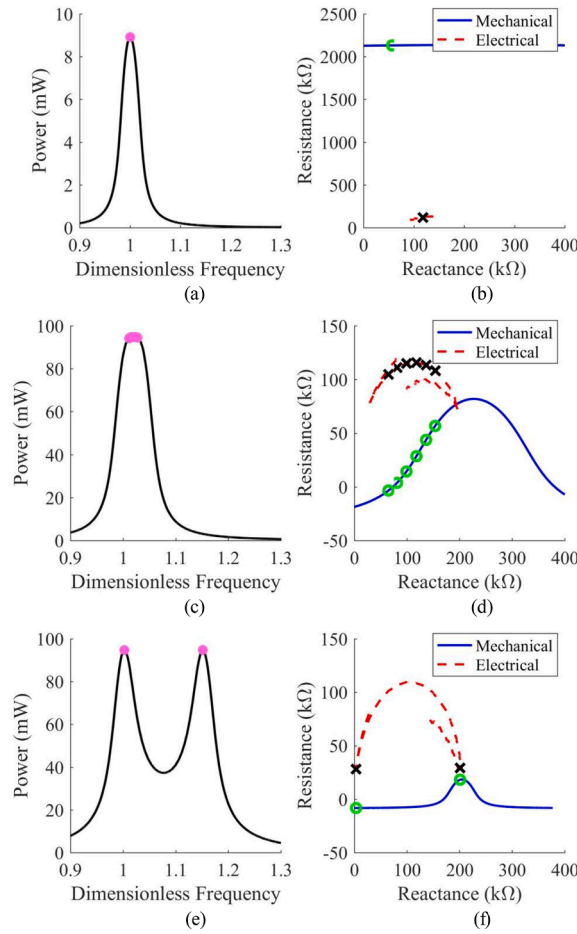 10
8
6
4
2
0
Power (mW)
0.9 1 1.1 1.2 1.3
Dimensionless Frequency
(a)
2500
2000
1500
1000
500
0
Resistance (kΩ)
Mechanical
Electrical
0 100 200 300 400
Reactance (kΩ)
(b)
100
80
60
40
20
0
Power (mW)
0.9 1 1.1 1.2 1.3
Dimensionless Frequency
(c)
150
100
50
0
-50
Resistance (kΩ)
Mechanical
Electrical
0 100 200 300 400
Reactance (kΩ)
(d)
100
80
60
40
20
0
Power (mW)
0.9 1 1.1 1.2 1.3
Dimensionless Frequency
(e)
150
100
50
0
-50
Resistance (kΩ)
Mechanical
Electrical
0 100 200 300 400
Reactance (kΩ)
(f)